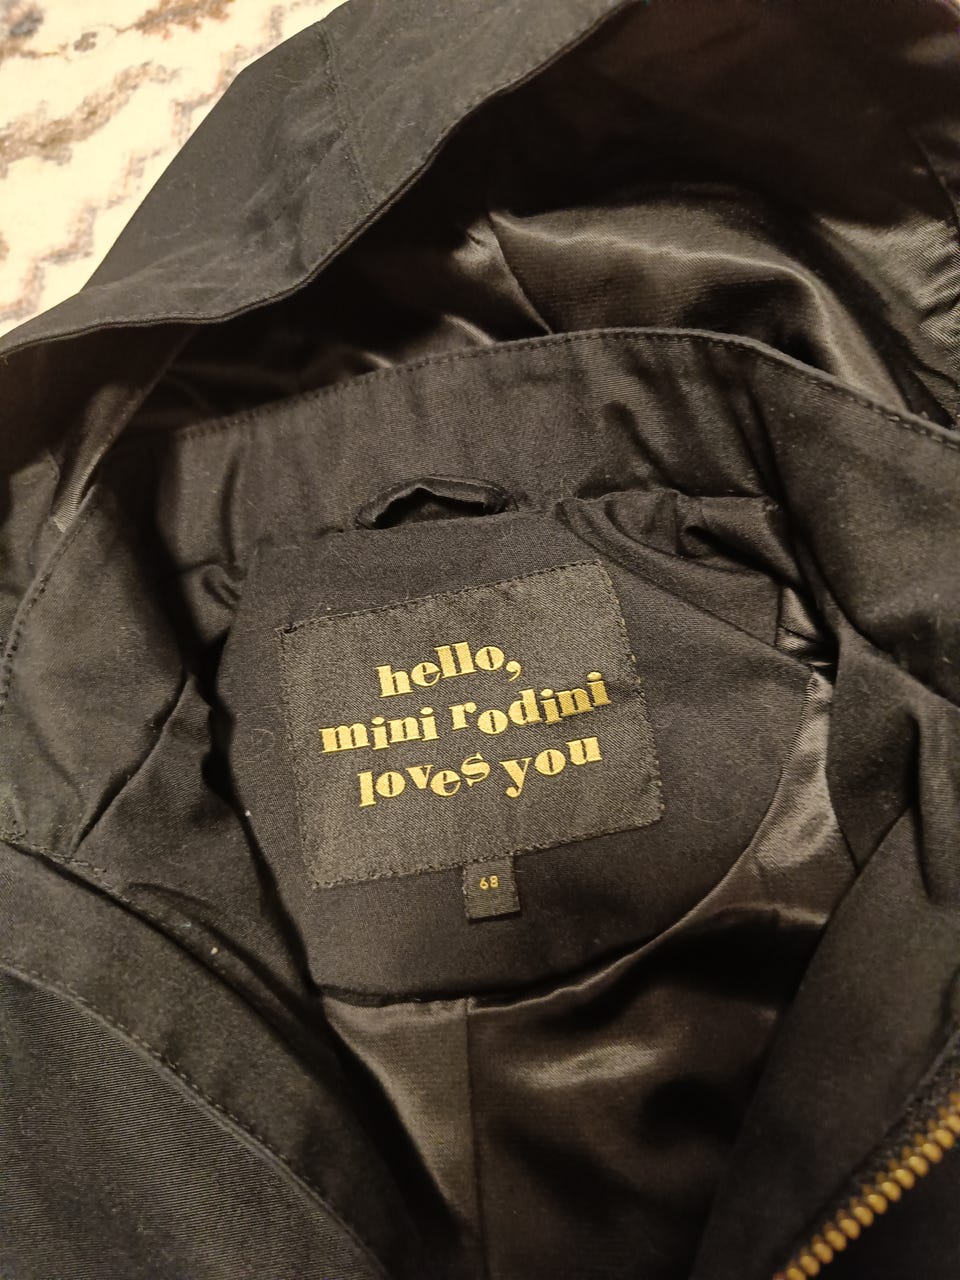 hello,
mini rodini
loves you
68